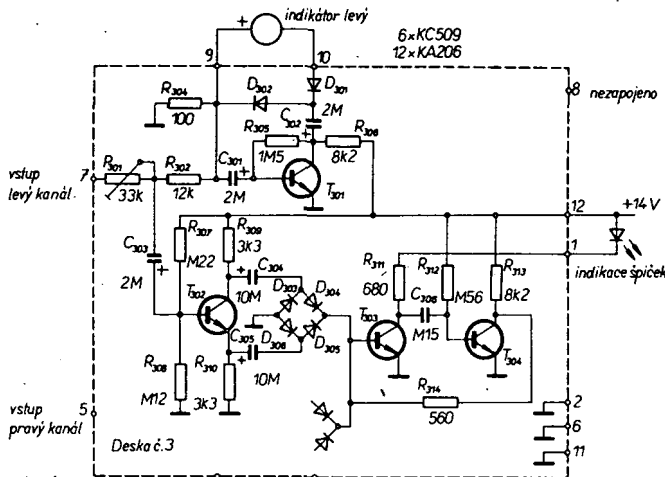 indikátor levý
6×KC509
12×KA206
+
9
10
8 nezapojeno
D302
D301
R304
100
C302
2M
+
R305
1M5
R306
8k2
vstup
levý kanál
7
R301
33k
R302
12k
C301
+
2M
T301
12
+14V
1
indikace špiček
C303
+
2M
R307
M22
R309
3k3
C304
+
10M
D303
D304
R311
680
R312
M56
R313
8k2
T302
C305
+
D306
D305
10M
T303
C306
M15
T304
R308
M12
R310
3k3
R314
560
vstup
pravý kanál
5
2
6
11
Deska č.3